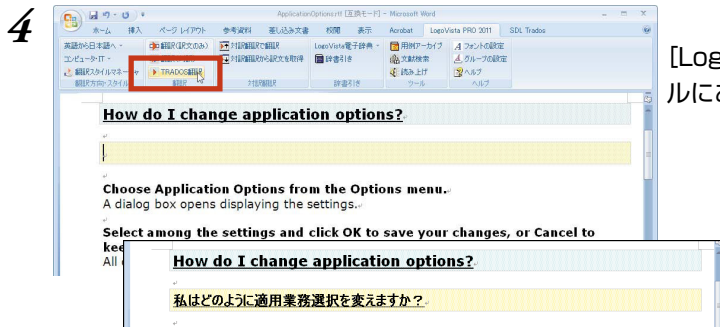 4
ApplicationOptions.rtf [互換モード] - Microsoft Word
ホーム 挿入 ページ レイアウト 参考資料 差し込み文書 校閲 表示 Acrobat LogoVista PRO 2011 SDL Trados
英語から日本語へ 翻訳(訳文のみ) 対訳翻訳で翻訳 LogoVista電子辞典 用例アーカイブ フォントの設定
コンピュータ・IT 対訳翻訳から訳文を取得 辞書引き 文献検索 グループの設定
翻訳スタイルマネー TRADOS翻訳 読み上げ ヘルプ
翻訳方向・スタイル 翻訳 対訳翻訳 辞書引き ツール ヘルプ
[Log
ルにあ
How do I change application options?
Choose Application Options from the Options menu.
A dialog box opens displaying the settings.
Select among the settings and click OK to save your changes, or Cancel to
kee
All
How do I change application options?
私はどのように適用業務選択を変えますか？